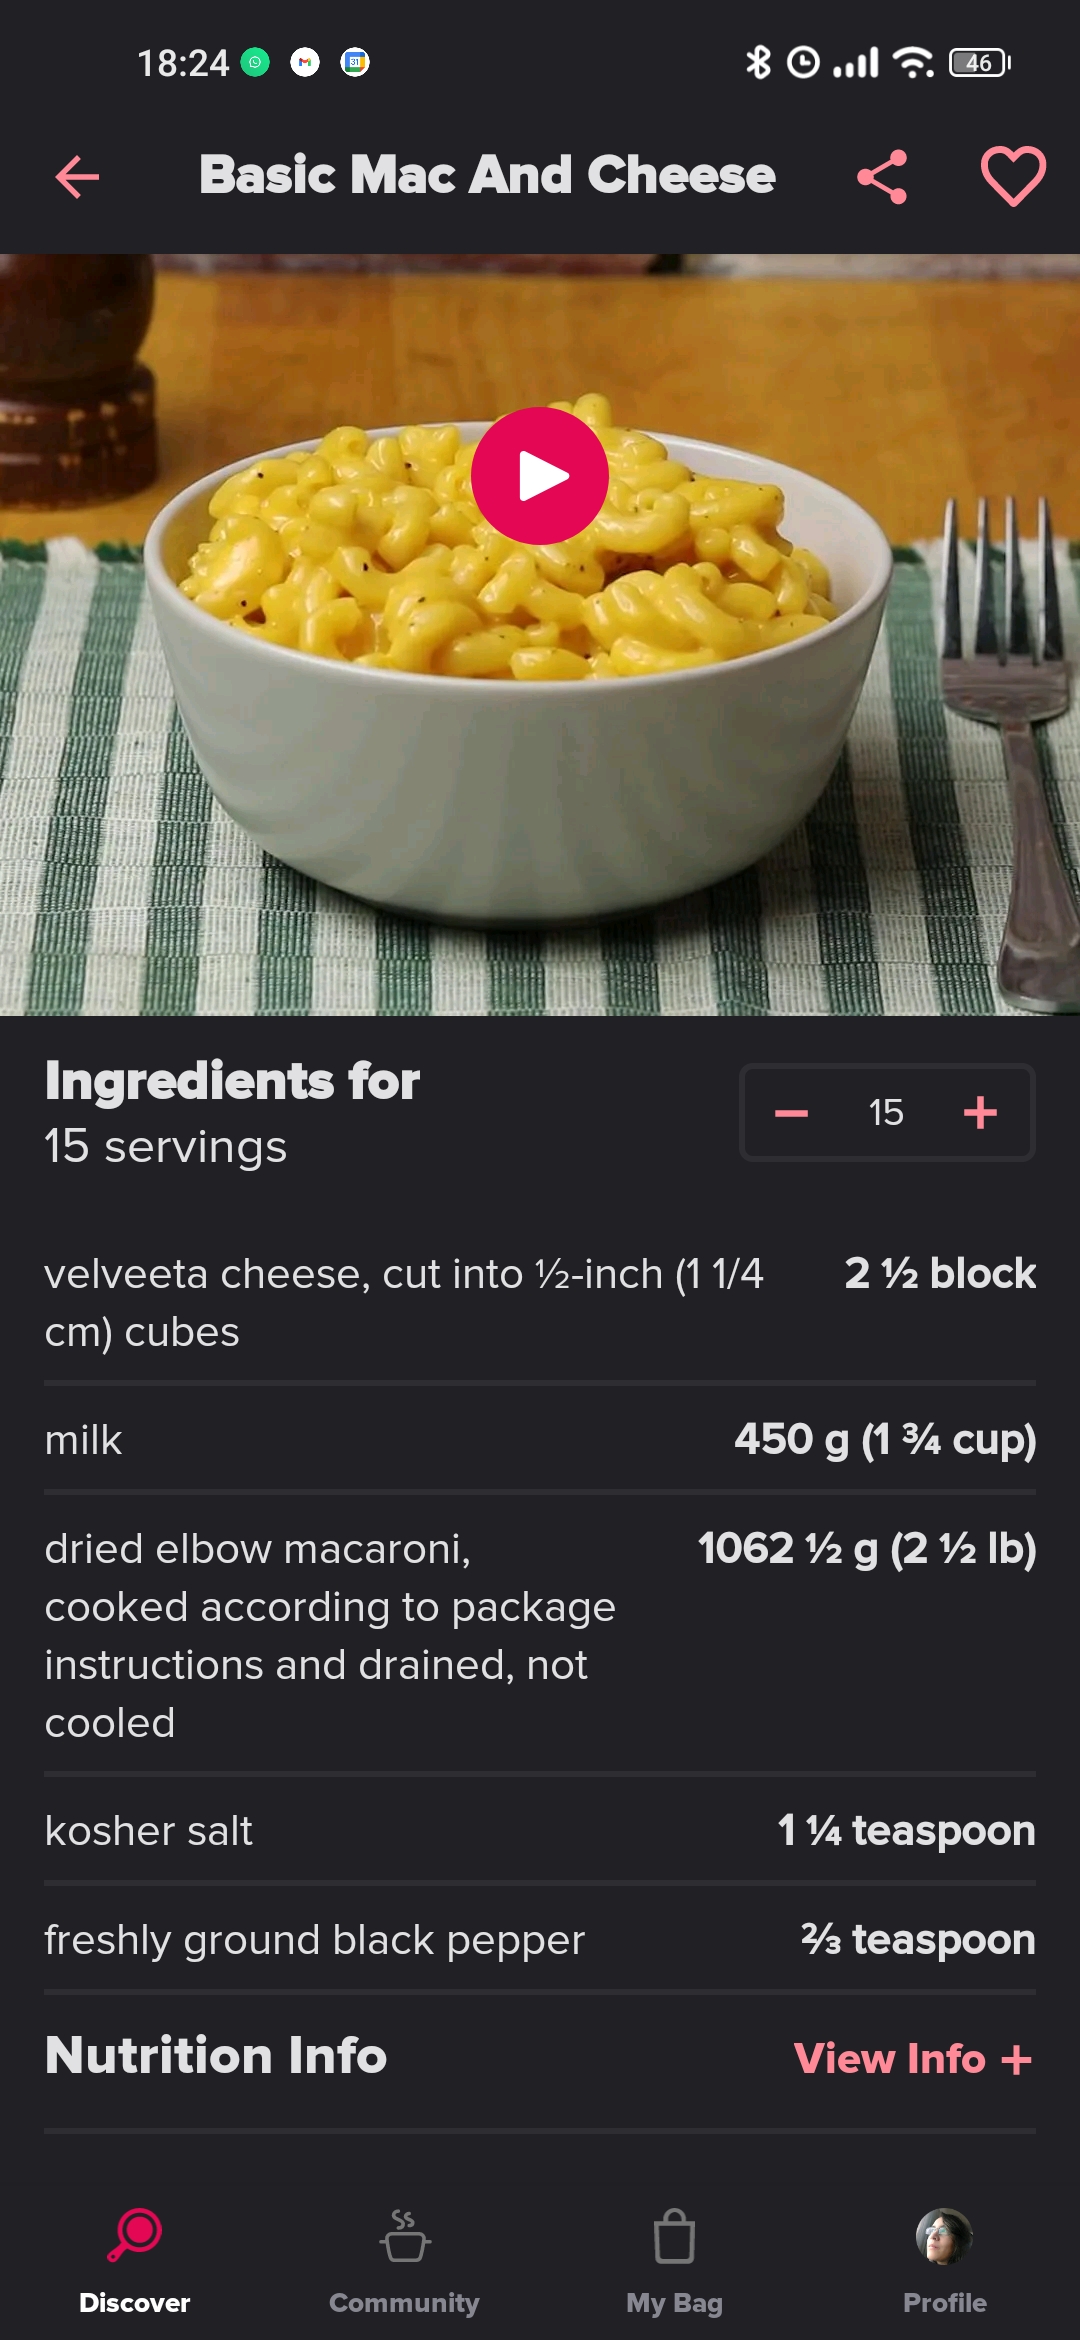 18:24
31
46
Basic Mac And Cheese
Ingredients for
15 servings
15
velveeta cheese, cut into ½-inch (1 1/4
cm) cubes
2 ½ block
milk
450 g (1 ¾ cup)
dried elbow macaroni,
cooked according to package
instructions and drained, not
cooled
1062 ½ g (2 ½ lb)
kosher salt
1 ¼ teaspoon
freshly ground black pepper
⅔ teaspoon
Nutrition Info
View Info +
Discover
Community
My Bag
Profile